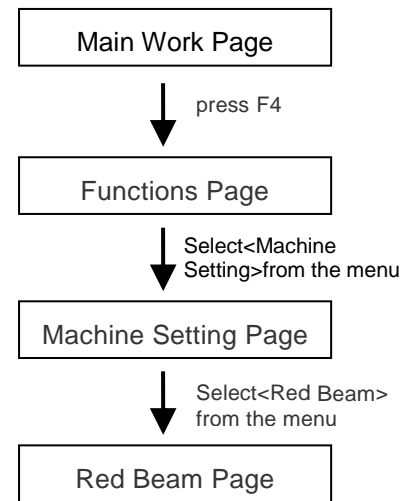 Main Work Page
press F4
Functions Page
Select<Machine
Setting>from the menu
Machine Setting Page
Select<Red Beam>
from the menu
Red Beam Page